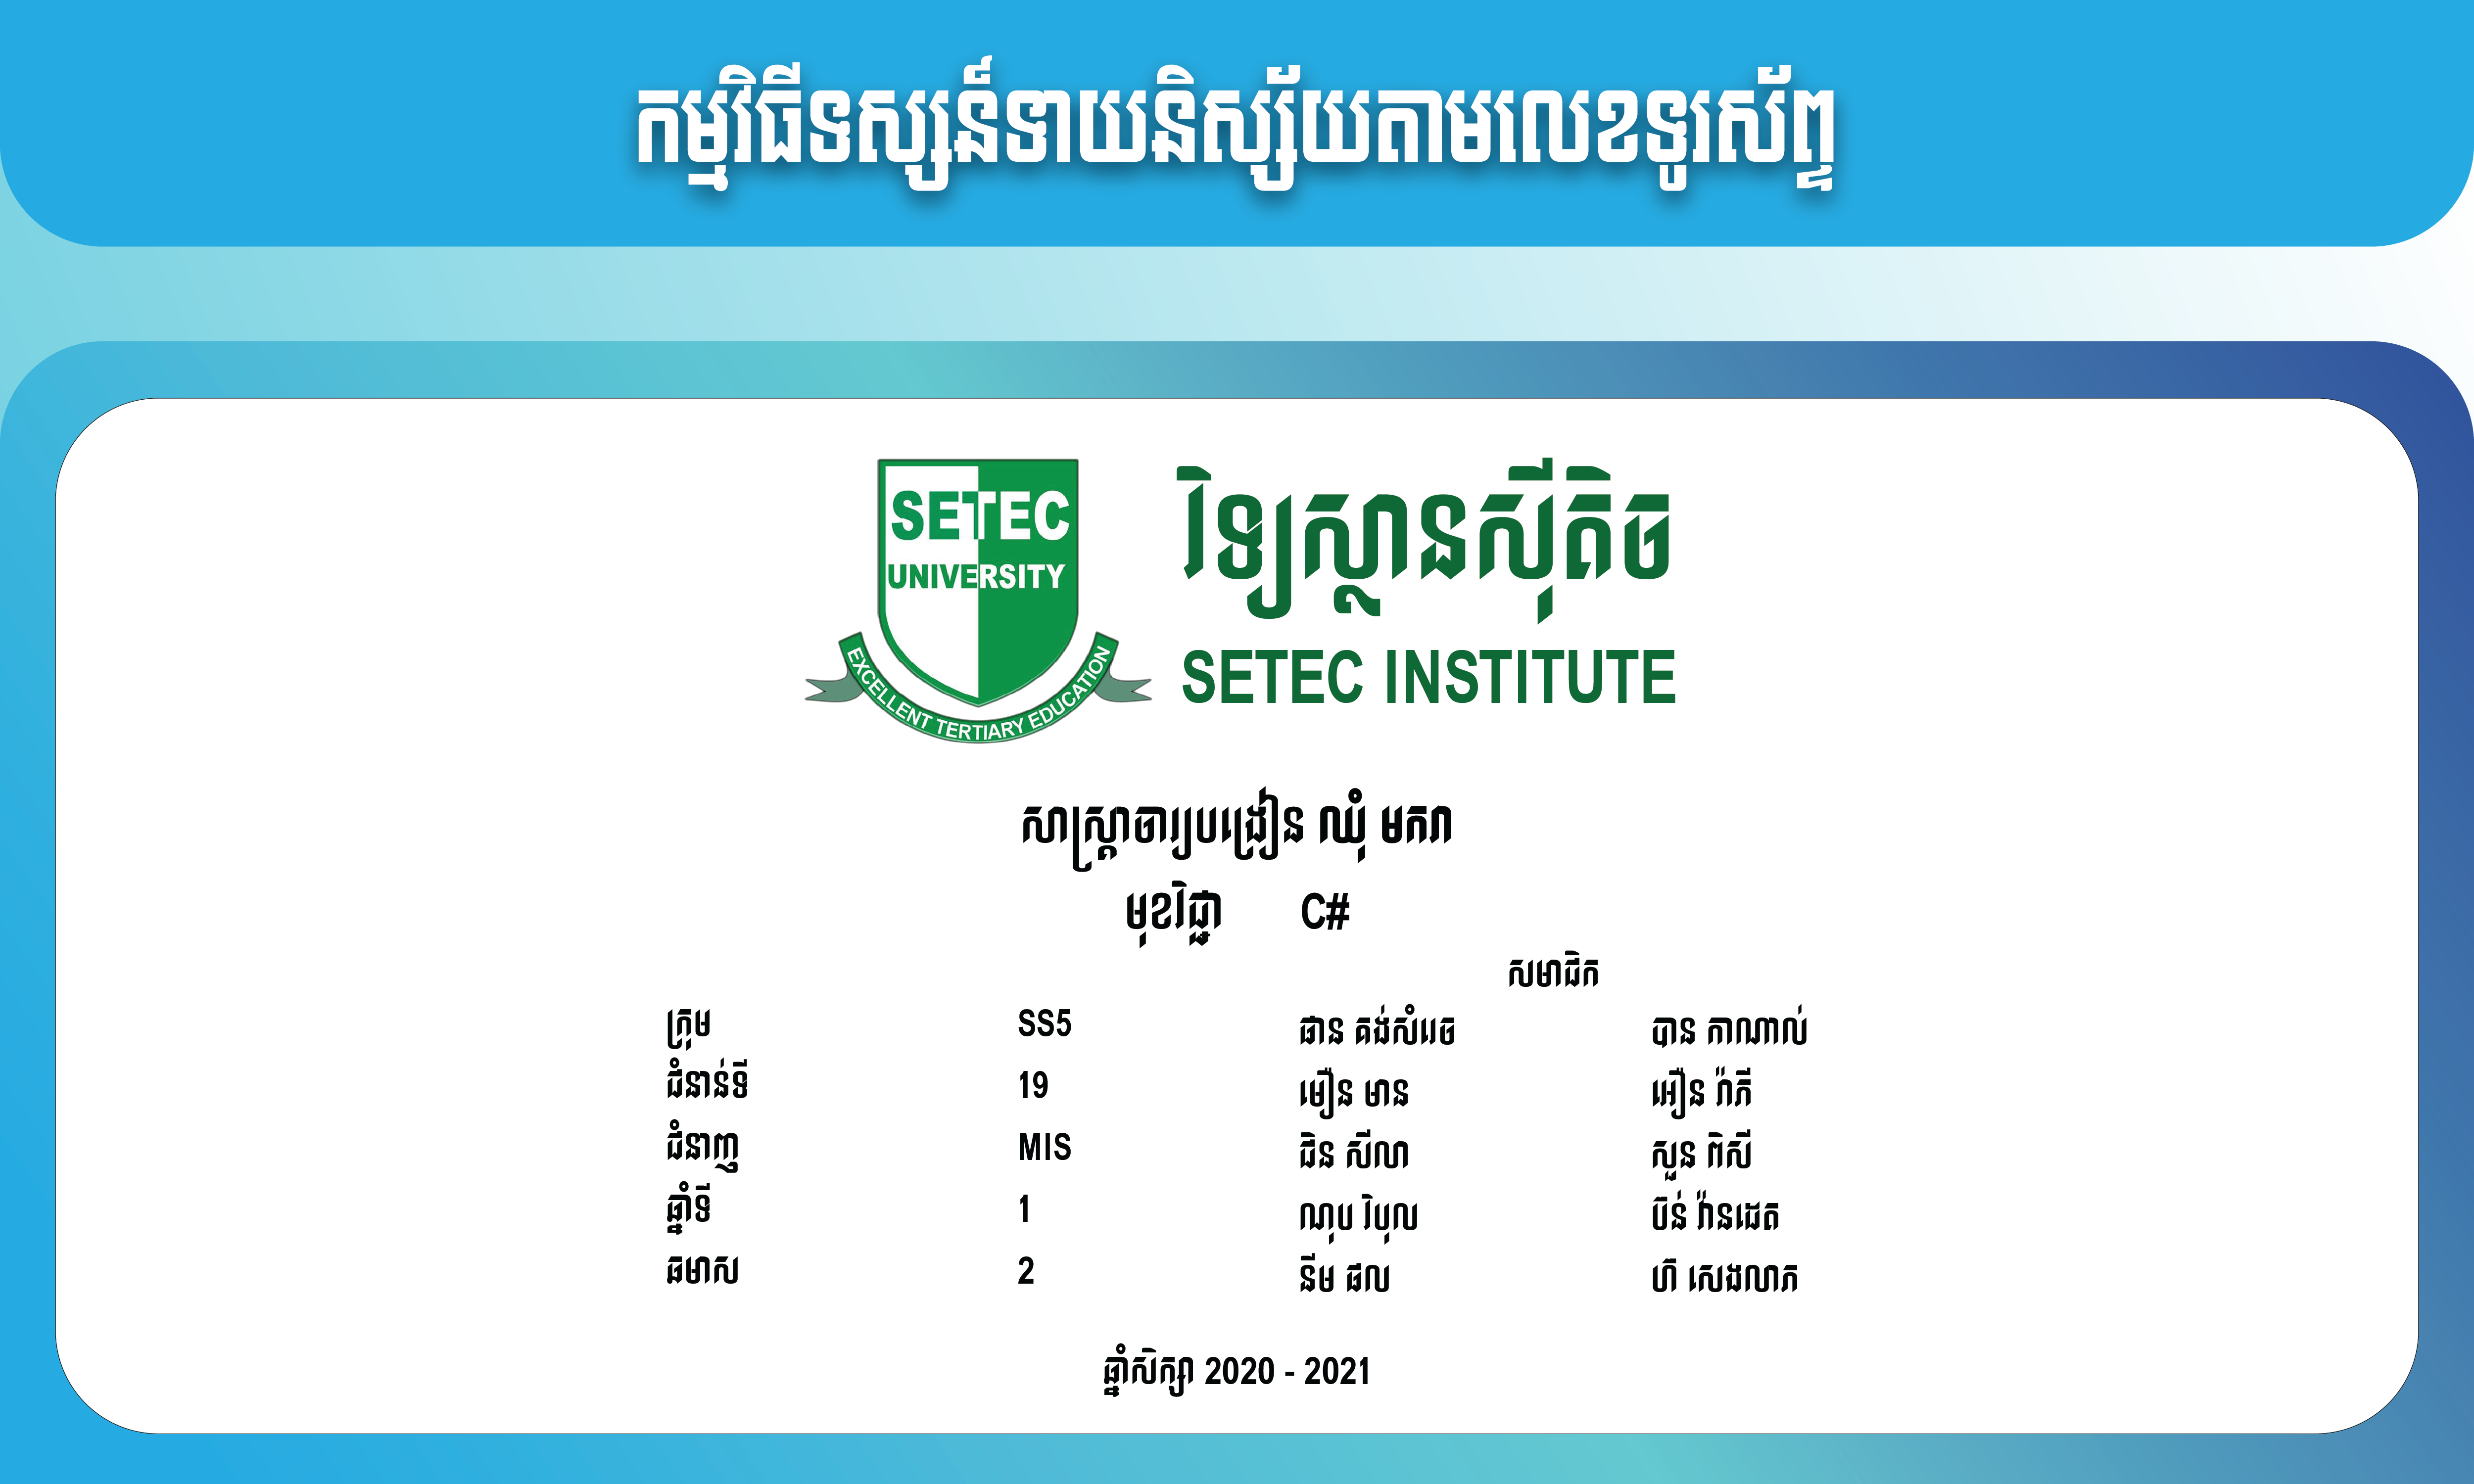 កម្មវិធីទស្សន៍ទាយនិស្ស័យតាមលេខទូរស័ព្ទ
SETEC
UNIVERSITY
EXCELLENT TERTIARY EDUCATION
វិទ្យស្ថានស៊ីតិច
SETEC INSTITUTE
សាស្ត្រាចារ្យបង្រៀន ឈុំ មករា
មុខវិជ្ជា C#
សមាជិក
ក្រុម SS5 ថាន គង់សំរេច បាន កាណាល់
ជំនាន់ទី 19 មឿន មាន អឿន វ៉ាភី
ជំនាញ MIS ជិន សីលា សួន ពិសី
ឆ្នាំទី 1 ណុប វិបុល ប៊ីន់ វ៉ាន់ដេត
ឆមាស 2 នីម ផល ហ៊ី សេងលាភ
ឆ្នាំសិក្សា 2020 - 2021